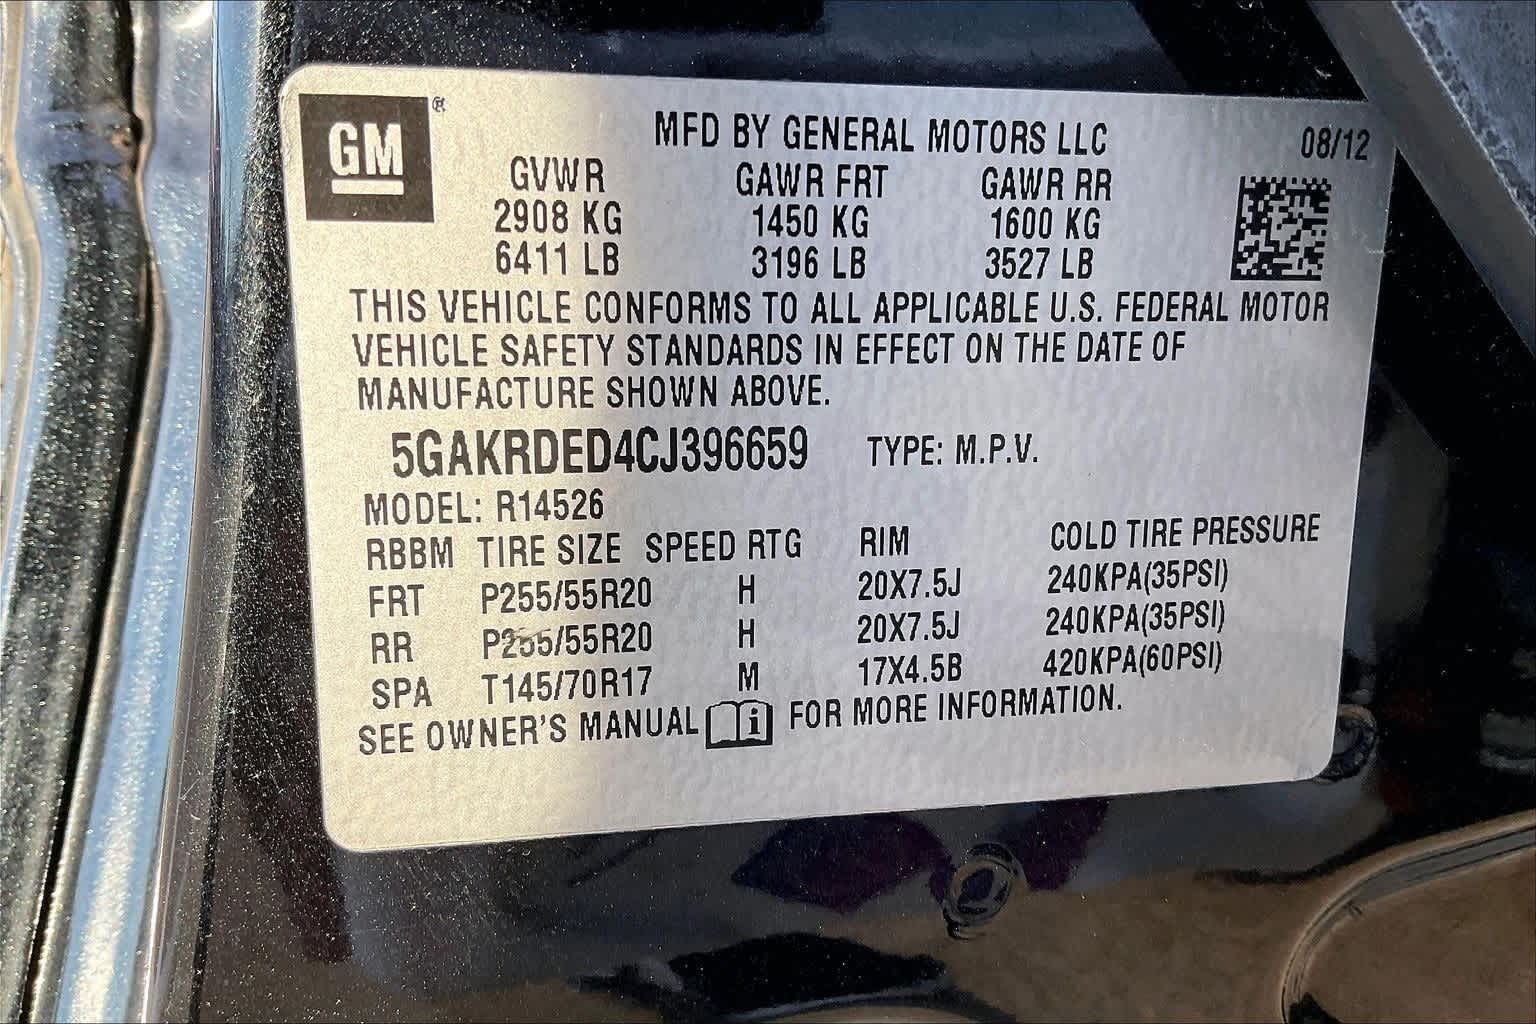 GM®
MFD BY GENERAL MOTORS LLC 08/12
GVWR GAWR FRT GAWR RR
2908 KG 1450 KG 1600 KG
6411 LB 3196 LB 3527 LB
THIS VEHICLE CONFORMS TO ALL APPLICABLE U.S. FEDERAL MOTOR
VEHICLE SAFETY STANDARDS IN EFFECT ON THE DATE OF
MANUFACTURE SHOWN ABOVE.
5GAKRDED4CJ396659 TYPE: M.P.V.
MODEL: R14526
RBBM TIRE SIZE SPEED RTG RIM COLD TIRE PRESSURE
FRT P255/55R20 H 20X7.5J 240KPA(35PSI)
RR P255/55R20 H 20X7.5J 240KPA(35PSI)
SPA T145/70R17 M 17X4.5B 420KPA(60PSI)
SEE OWNER'S MANUAL i FOR MORE INFORMATION.